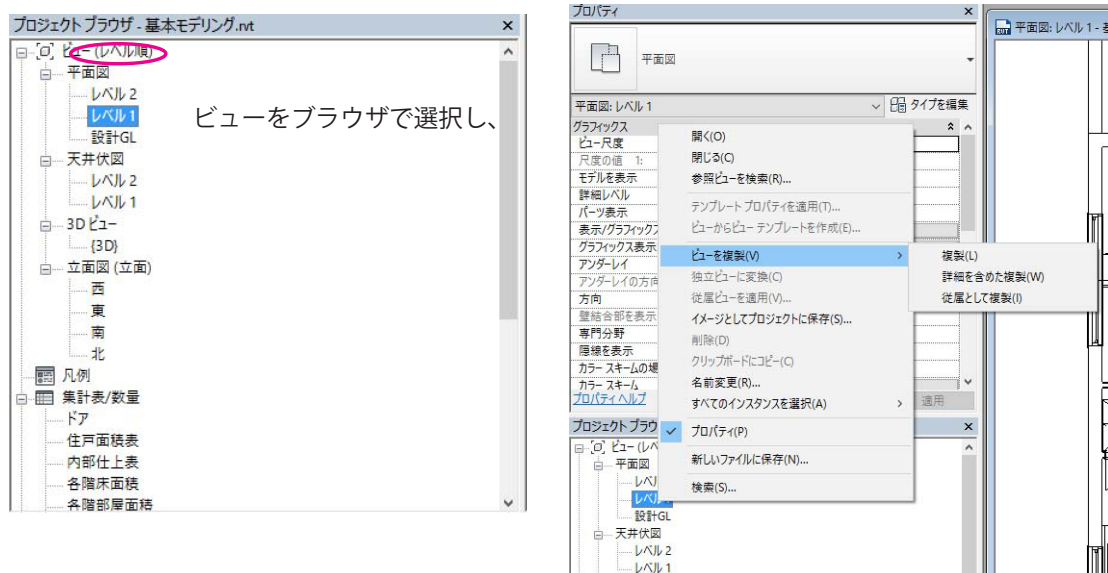 プロジェクト ブラウザ - 基本モデリング.rvt
ビュー (レベル順)
平面図
レベル 2
レベル 1
設計GL
天井伏図
レベル 2
レベル 1
3D ビュー
{3D}
立面図 (立面)
西
東
南
北
凡例
集計表/数量
ドア
住戸面積表
内部仕上表
各階床面積
各階部屋面積
ビューをブラウザで選択し、
プロパティ
平面図
平面図: レベル 1
タイプを編集
グラフィックス
ビュー尺度
尺度の値 1:
モデルを表示
詳細レベル
パーツ表示
表示/グラフィックス
グラフィックス表示
アンダーレイ
アンダーレイの方向
方向
壁結合部を表示
専門分野
隠線を表示
カラー スキームの場
カラー スキーム
プロパティ ヘルプ
適用
開く(O)
閉じる(C)
参照ビューを検索(R)...
テンプレート プロパティを適用(T)...
ビューからビュー テンプレートを作成(E)...
ビューを複製(V)
独立ビューに変換(C)
従属ビューを適用(V)...
イメージとしてプロジェクトに保存(S)...
削除(D)
クリップボードにコピー(C)
名前変更(R)...
すべてのインスタンスを選択(A)
プロパティ(P)
新しいファイルに保存(N)...
検索(S)...
複製(L)
詳細を含めた複製(W)
従属として複製(I)
プロジェクト ブラウ
ビュー (レベ
平面図
レベル
レベル
設計GL
天井伏図
レベル 2
レベル 1
平面図: レベル 1 -